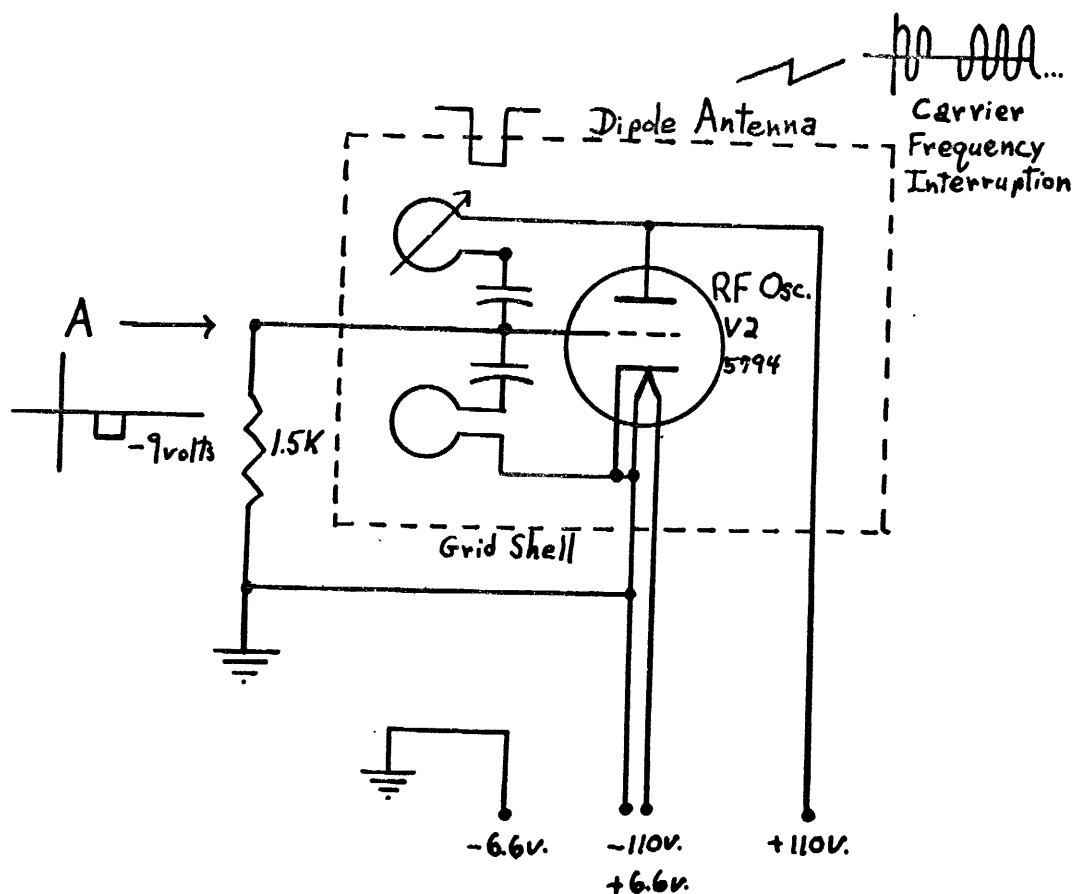 Carrier
Frequency
Interruption
Dipole Antenna
RF Osc.
V2
5794
A
-9volts
1.5K
Grid Shell
-6.6v.
-110v.
+110v.
+6.6v.